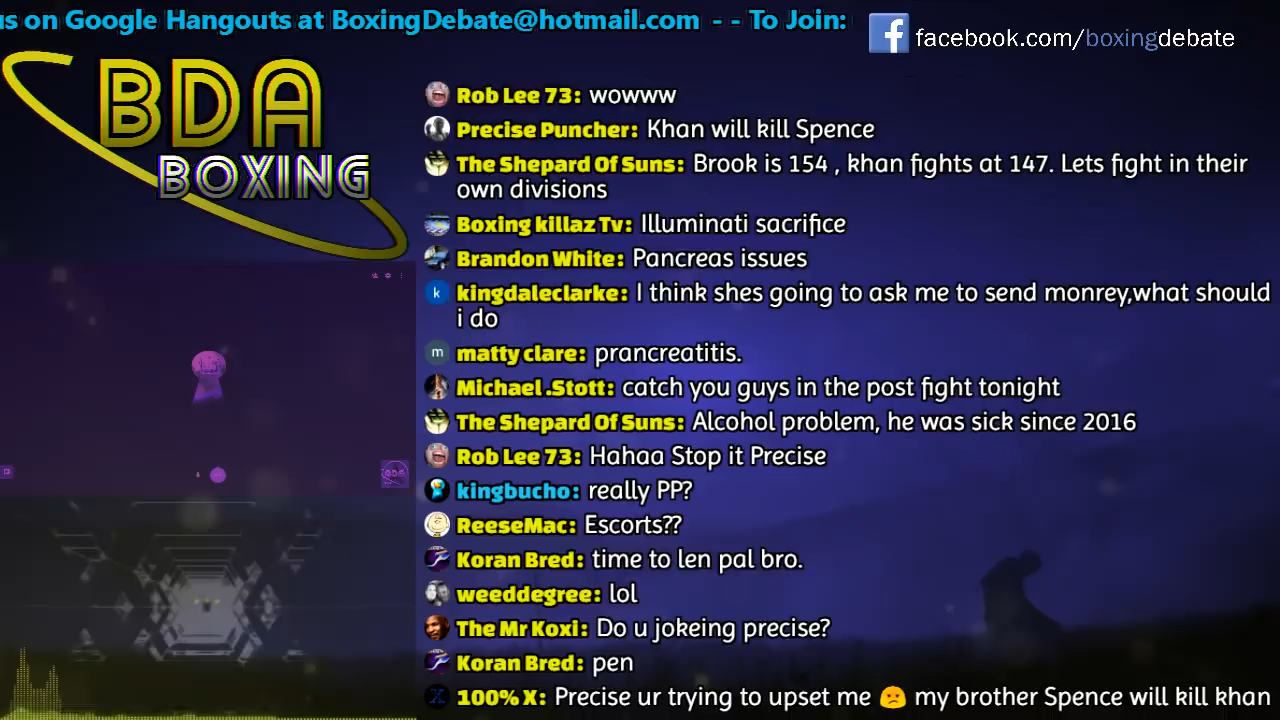 s on Google Hangouts at BoxingDebate@hotmail.com - - To Join:
facebook.com/boxingdebate
BDA
BOXING
Rob Lee 73: wowww
Precise Puncher: Khan will kill Spence
The Shepard Of Suns: Brook is 154 , khan fights at 147. Lets fight in their
own divisions
Boxing killaz Tv: Illuminati sacrifice
Brandon White: Pancreas issues
kingdaleclarke: I think shes going to ask me to send monrey,what should
i do
matty clare: prancreatitis.
Michael .Stott: catch you guys in the post fight tonight
The Shepard Of Suns: Alcohol problem, he was sick since 2016
Rob Lee 73: Hahaa Stop it Precise
kingbucho: really PP?
ReeseMac: Escorts??
Koran Bred: time to len pal bro.
weeddegree: lol
The Mr Koxi: Do u jokeing precise?
Koran Bred: pen
100% X: Precise ur trying to upset me 😡 my brother Spence will kill khan